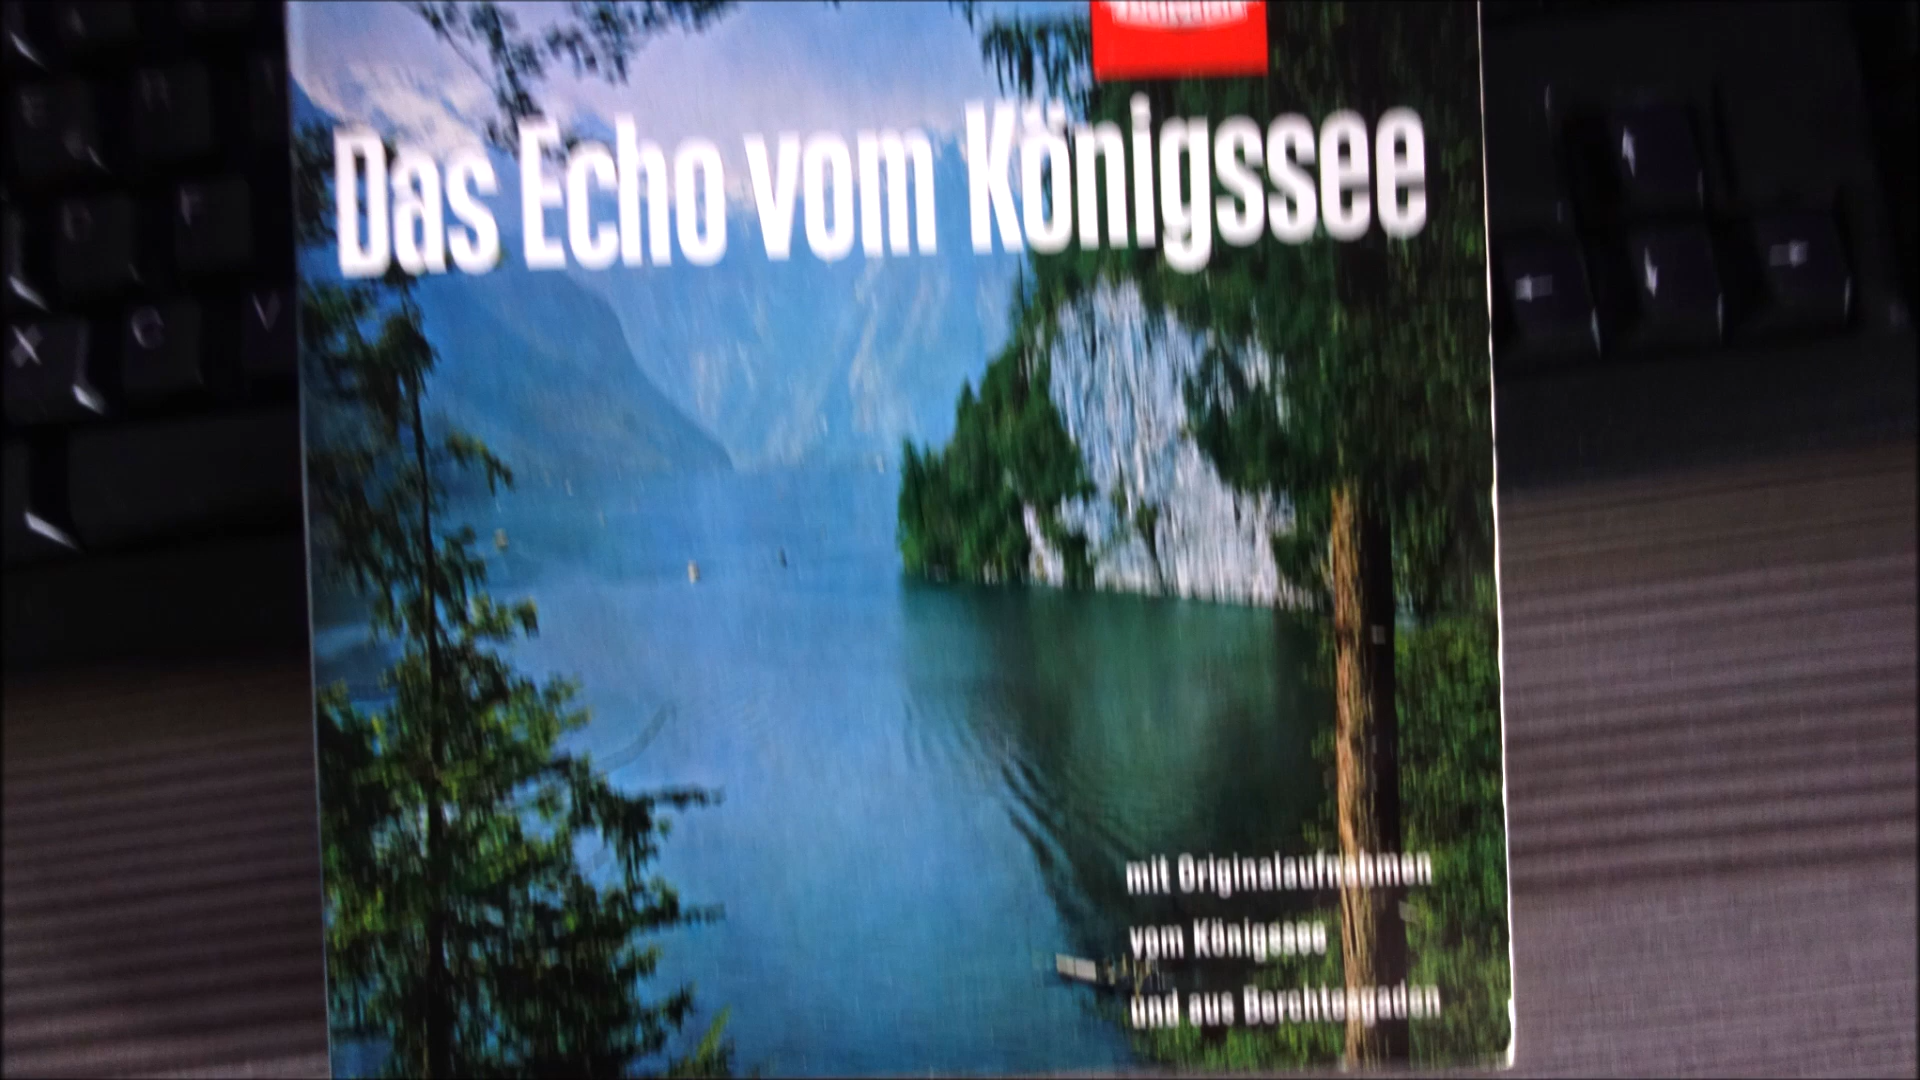 Das Echo vom Königssee
mit Originalaufnahmen
vom Königssee
und aus Berchtesgaden
X
C
V